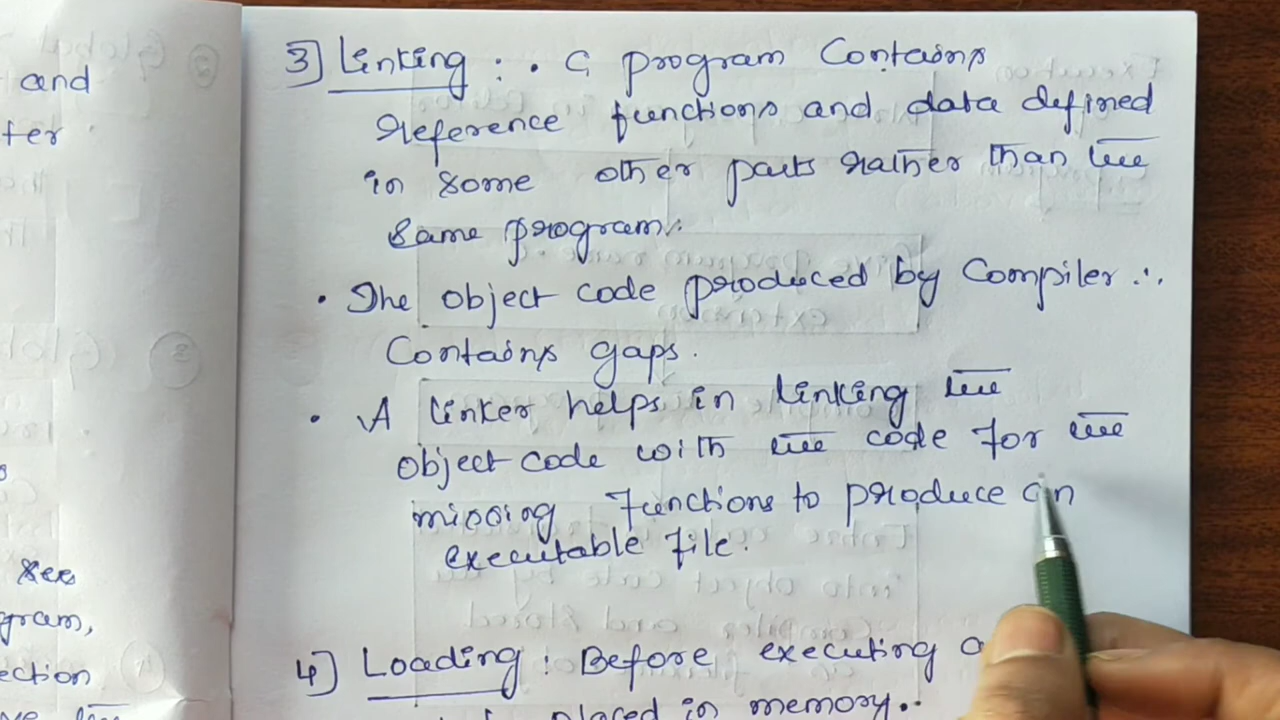 and
ter
see
gram,
ection
3] Linking : • C program Contains
reference functions and data defined
in some other parts rather than the
same program.
• The object code produced by Compiler
Contains gaps.
• A linker helps in linking the
object code with the code for the
missing functions to produce an
executable file.
4] Loading : Before executing
placed in memory.